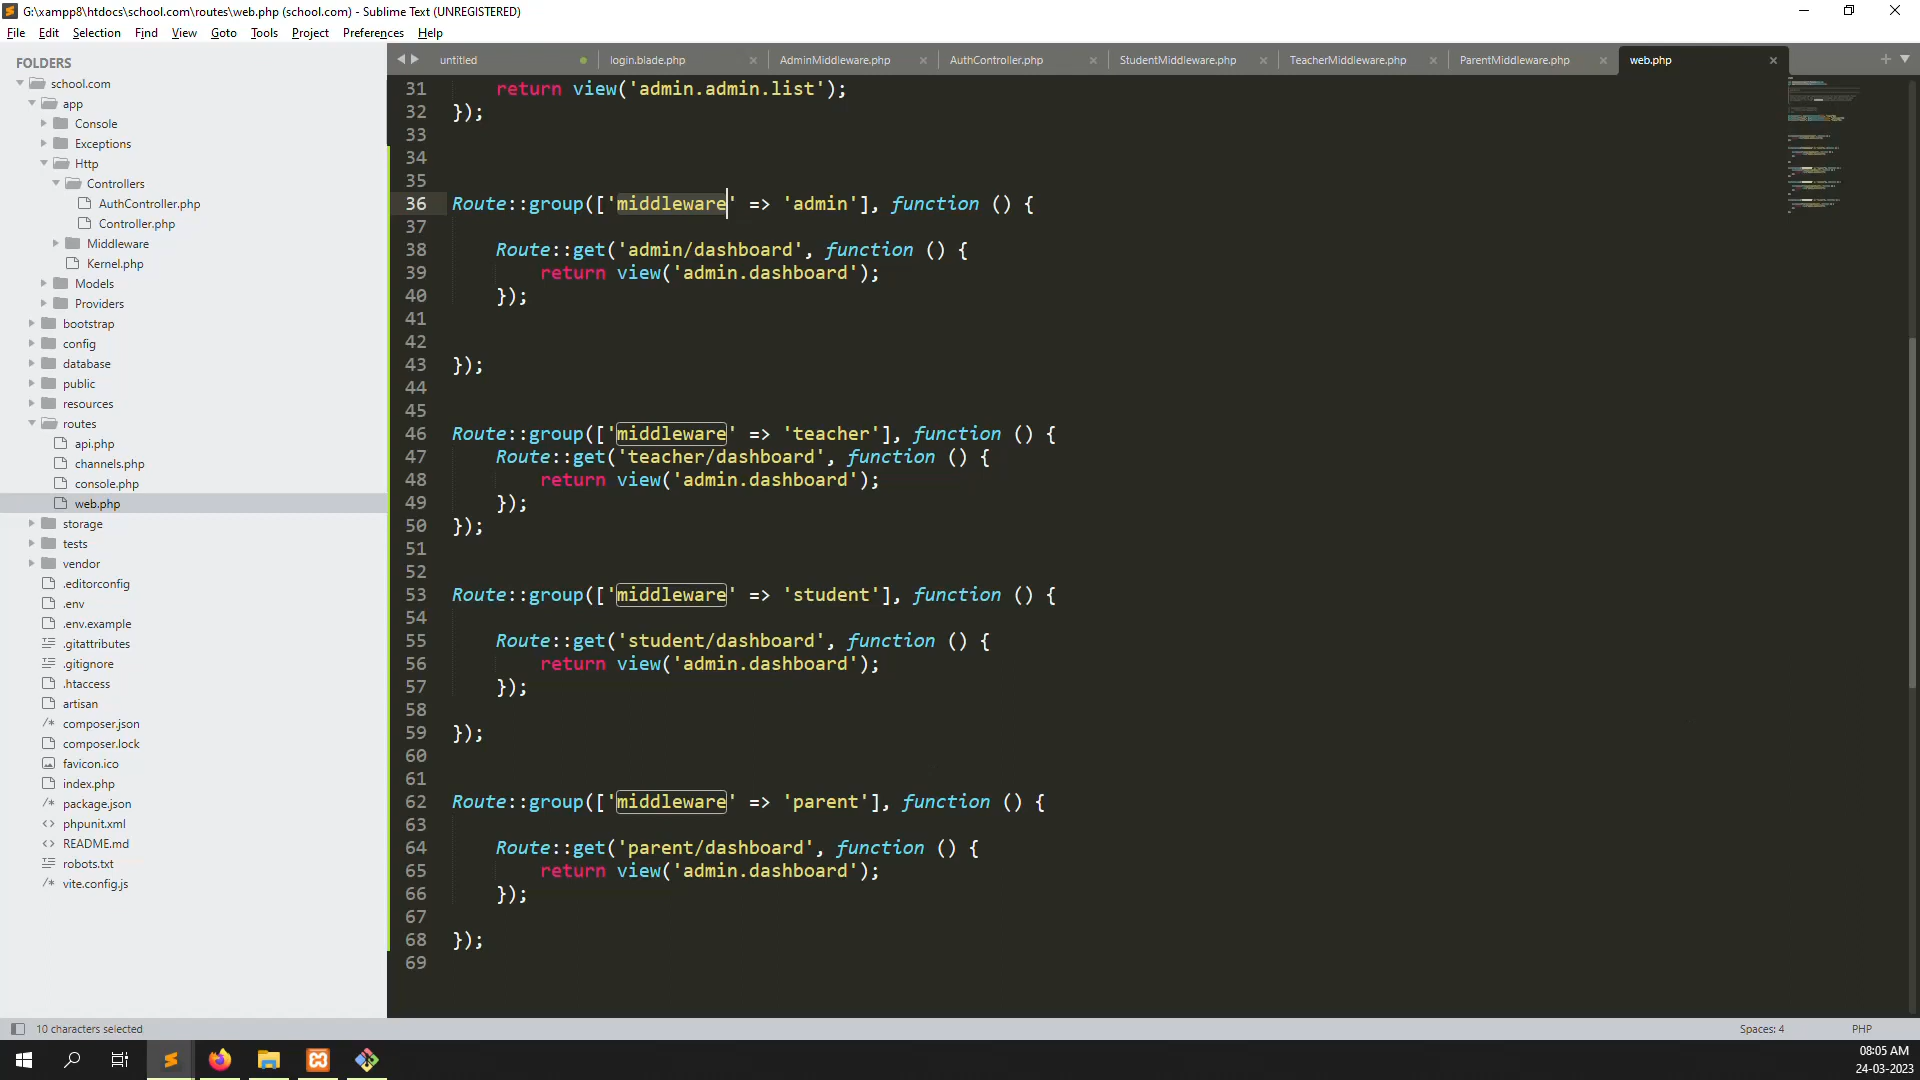 G:\xampp8\htdocs\school.com\routes\web.php (school.com) - Sublime Text (UNREGISTERED)
File Edit Selection Find View Goto Tools Project Preferences Help
FOLDERS
school.com
app
Console
Exceptions
Http
Controllers
AuthController.php
Controller.php
Middleware
Kernel.php
Models
Providers
bootstrap
config
database
public
resources
routes
api.php
channels.php
console.php
web.php
storage
tests
vendor
.editorconfig
.env
.env.example
.gitattributes
.gitignore
.htaccess
artisan
composer.json
composer.lock
favicon.ico
index.php
package.json
phpunit.xml
README.md
robots.txt
vite.config.js
untitled login.blade.php AdminMiddleware.php AuthController.php StudentMiddleware.php TeacherMiddleware.php ParentMiddleware.php web.php
31 return view('admin.admin.list');
32 });
33
34
35
36 Route::group(['middleware' => 'admin'], function () {
37
38 Route::get('admin/dashboard', function () {
39 return view('admin.dashboard');
40 });
41
42
43 });
44
45
46 Route::group(['middleware' => 'teacher'], function () {
47 Route::get('teacher/dashboard', function () {
48 return view('admin.dashboard');
49 });
50 });
51
52
53 Route::group(['middleware' => 'student'], function () {
54
55 Route::get('student/dashboard', function () {
56 return view('admin.dashboard');
57 });
58
59 });
60
61
62 Route::group(['middleware' => 'parent'], function () {
63
64 Route::get('parent/dashboard', function () {
65 return view('admin.dashboard');
66 });
67
68 });
69
10 characters selected Spaces: 4 PHP
08:05 AM
24-03-2023